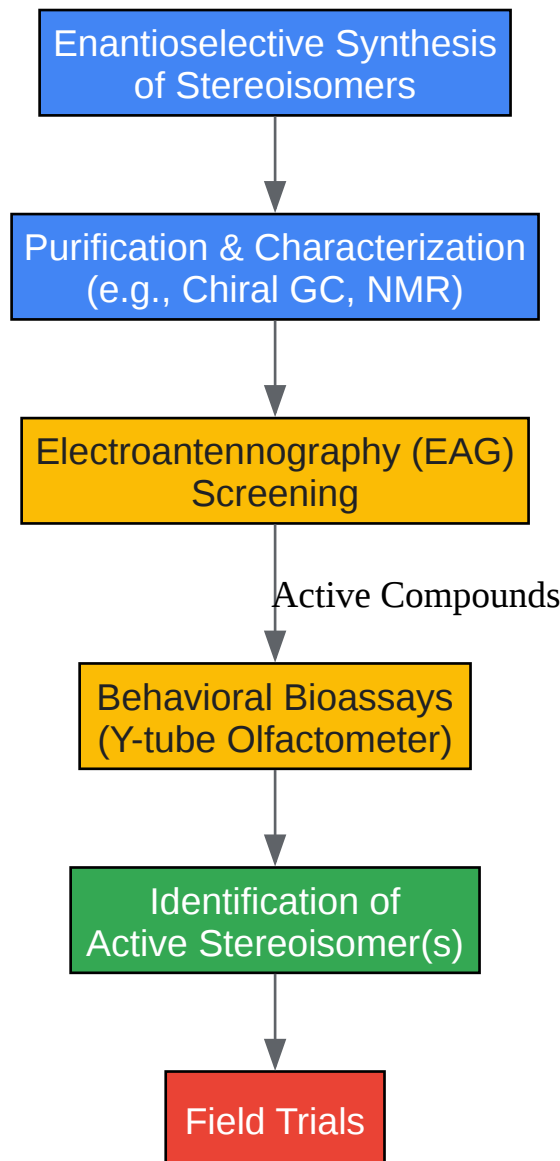 Enantioselective Synthesis
of Stereoisomers
Purification & Characterization
(e.g., Chiral GC, NMR)
Electroantennography (EAG)
Screening
Active Compounds
Behavioral Bioassays
(Y-tube Olfactometer)
Identification of
Active Stereoisomer(s)
Field Trials